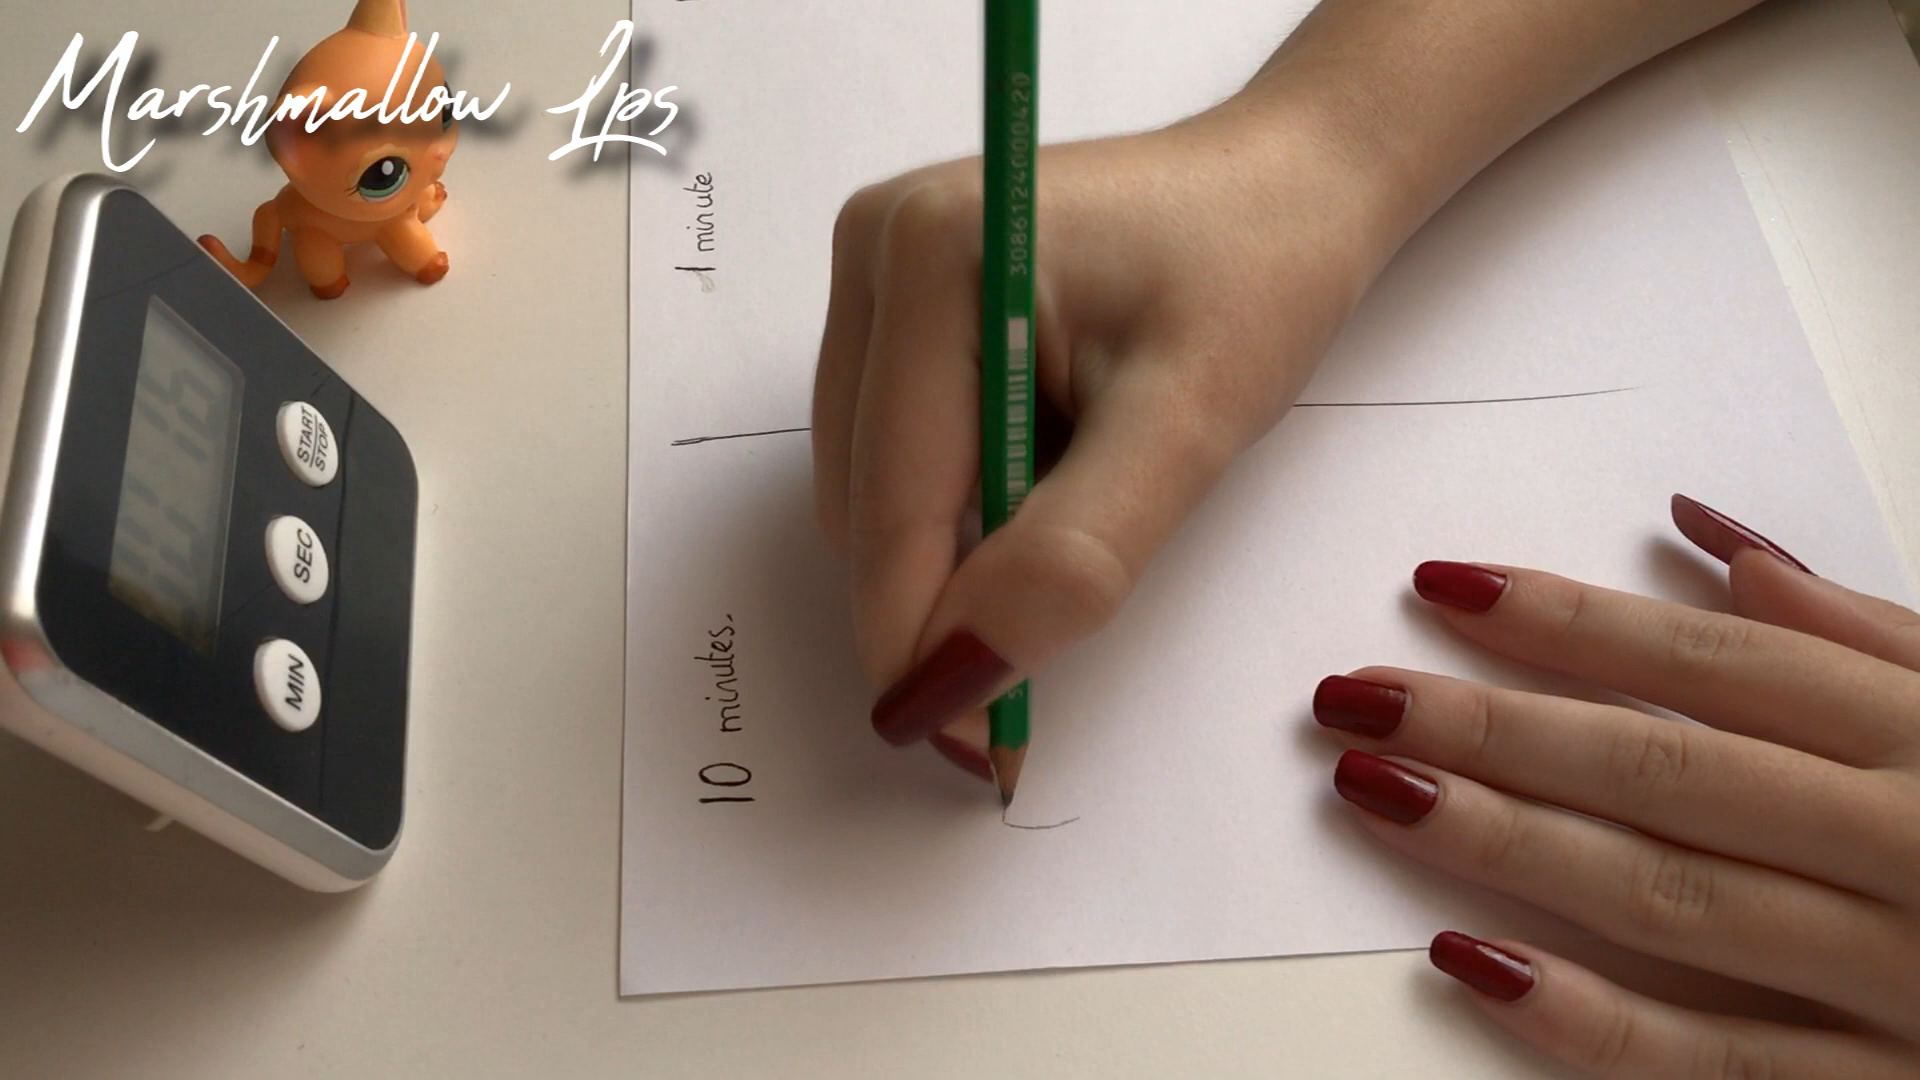 Marshmallow Lps
1 minute
10 minutes.
START
STOP
SEC
MIN
3086124000420